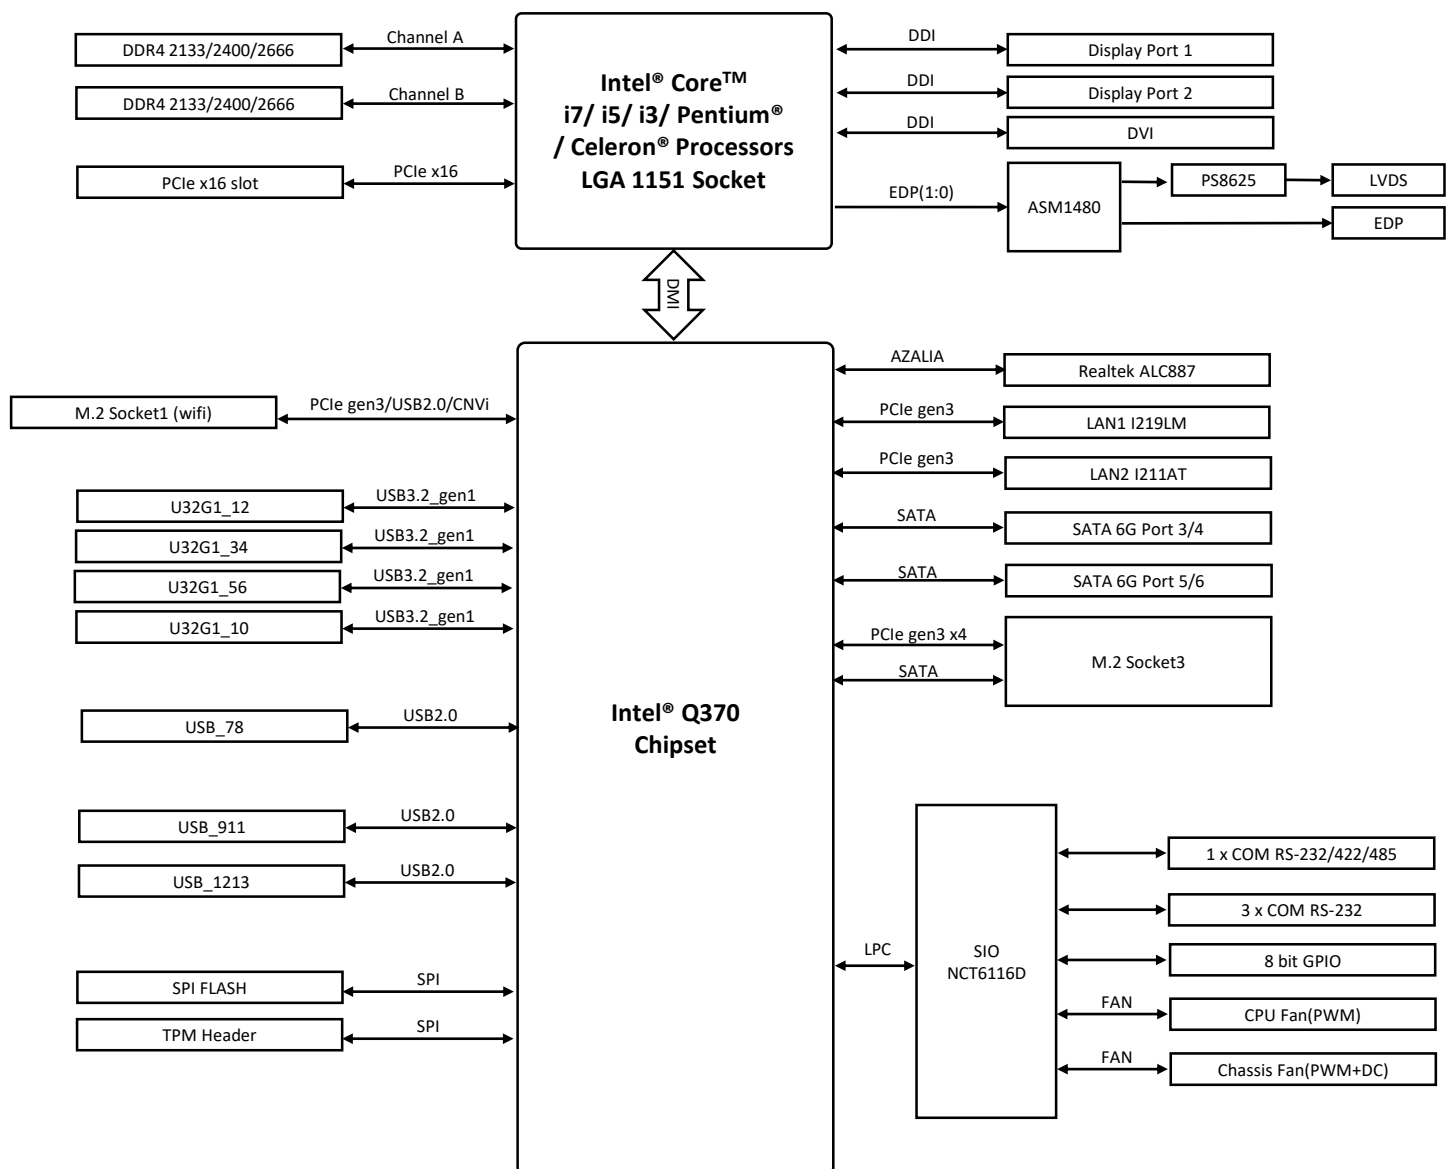 DDR4 2133/2400/2666
Channel A
DDR4 2133/2400/2666
Channel B
PCIe x16 slot
PCIe x16
Intel® Core™
i7/ i5/ i3/ Pentium®
/ Celeron® Processors
LGA 1151 Socket
DDI
Display Port 1
DDI
Display Port 2
DDI
DVI
EDP(1:0)
ASM1480
PS8625
LVDS
EDP
DMI
M.2 Socket1 (wifi)
PCIe gen3/USB2.0/CNVi
U32G1_12
USB3.2_gen1
U32G1_34
USB3.2_gen1
U32G1_56
USB3.2_gen1
U32G1_10
USB3.2_gen1
USB_78
USB2.0
USB_911
USB2.0
USB_1213
USB2.0
SPI FLASH
SPI
TPM Header
SPI
Intel® Q370
Chipset
AZALIA
Realtek ALC887
PCIe gen3
LAN1 I219LM
PCIe gen3
LAN2 I211AT
SATA
SATA 6G Port 3/4
SATA
SATA 6G Port 5/6
PCIe gen3 x4
SATA
M.2 Socket3
LPC
SIO
NCT6116D
1 x COM RS-232/422/485
3 x COM RS-232
8 bit GPIO
FAN
CPU Fan(PWM)
FAN
Chassis Fan(PWM+DC)